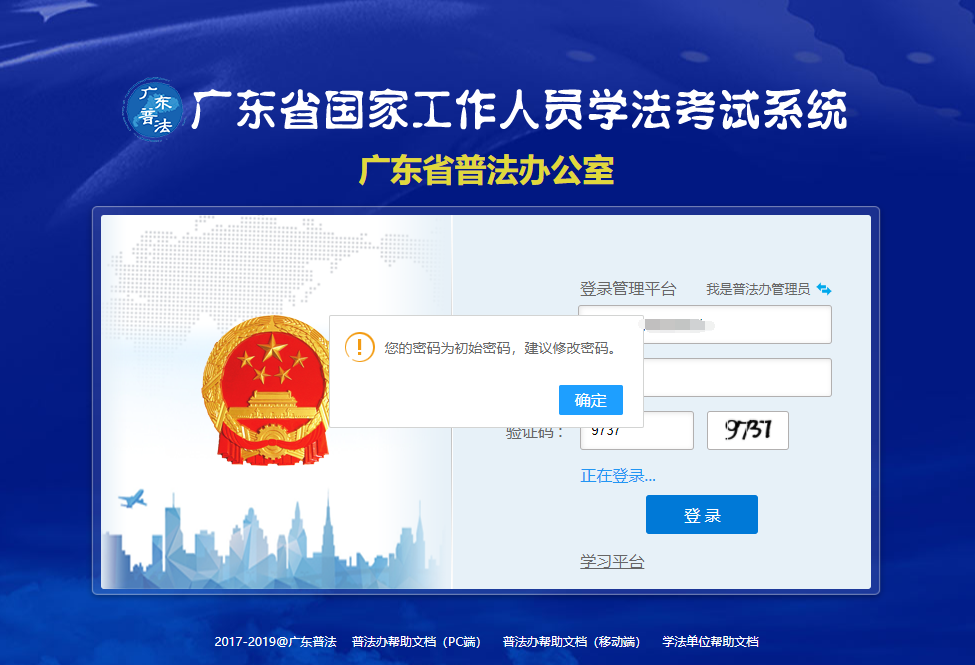 广东普法
广东省国家工作人员学法考试系统
广东省普法办公室
登录管理平台 我是普法办管理员
您的密码为初始密码，建议修改密码。
确定
验证码： 9737 9737
正在登录...
登录
学习平台
2017-2019@广东普法 普法办帮助文档（PC端） 普法办帮助文档（移动端） 学法单位帮助文档